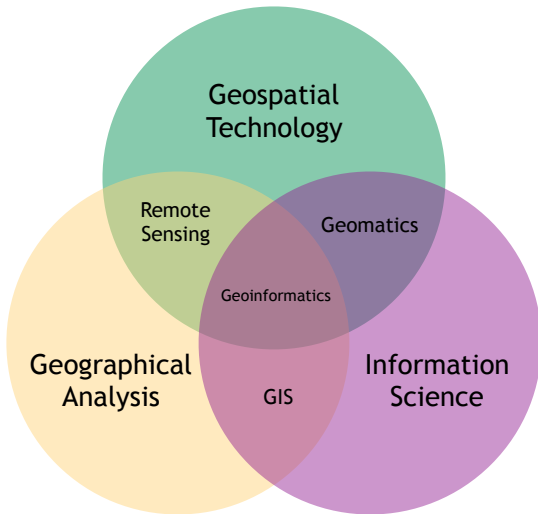 Geospatial
Technology
Remote
Sensing
Geomatics
Geoinformatics
Geographical
Analysis
Information
Science
GIS